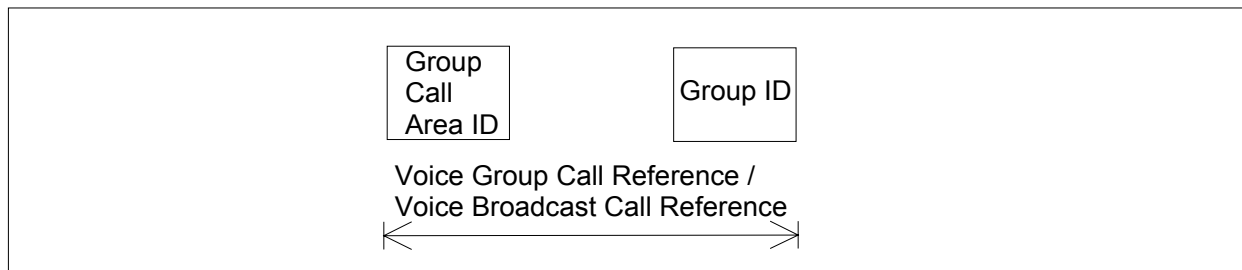 Group
Call
Area ID
Group ID
Voice Group Call Reference /
Voice Broadcast Call Reference